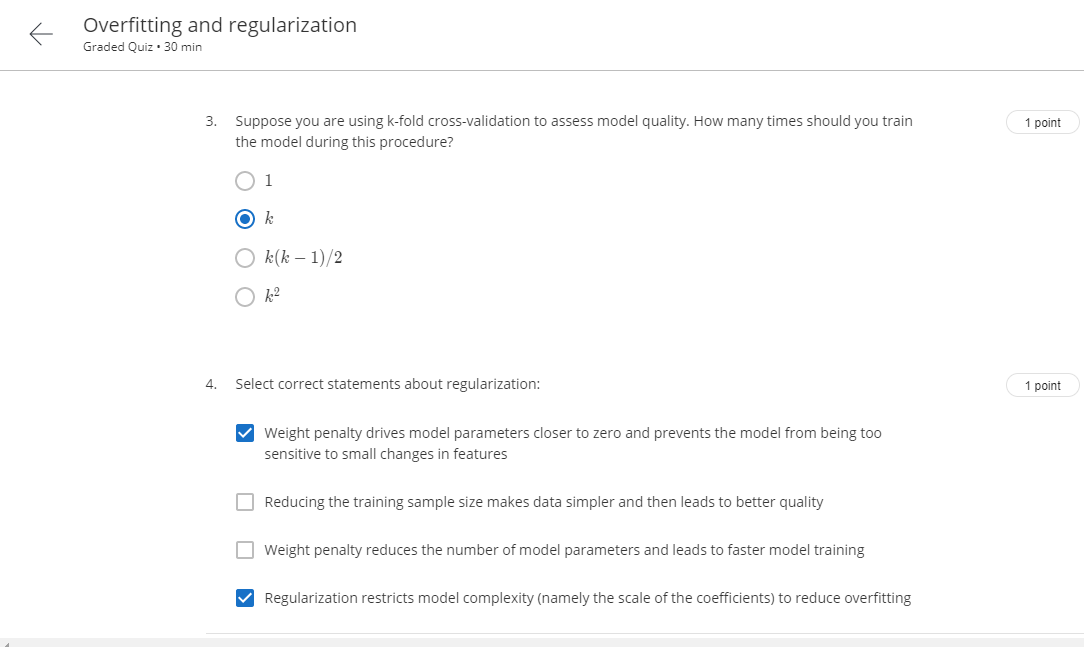 Overfitting and regularization
Graded Quiz • 30 min
3. Suppose you are using k-fold cross-validation to assess model quality. How many times should you train
the model during this procedure?
1 point
1
k
k(k − 1)/2
k²
4. Select correct statements about regularization:
1 point
Weight penalty drives model parameters closer to zero and prevents the model from being too
sensitive to small changes in features
Reducing the training sample size makes data simpler and then leads to better quality
Weight penalty reduces the number of model parameters and leads to faster model training
Regularization restricts model complexity (namely the scale of the coefficients) to reduce overfitting